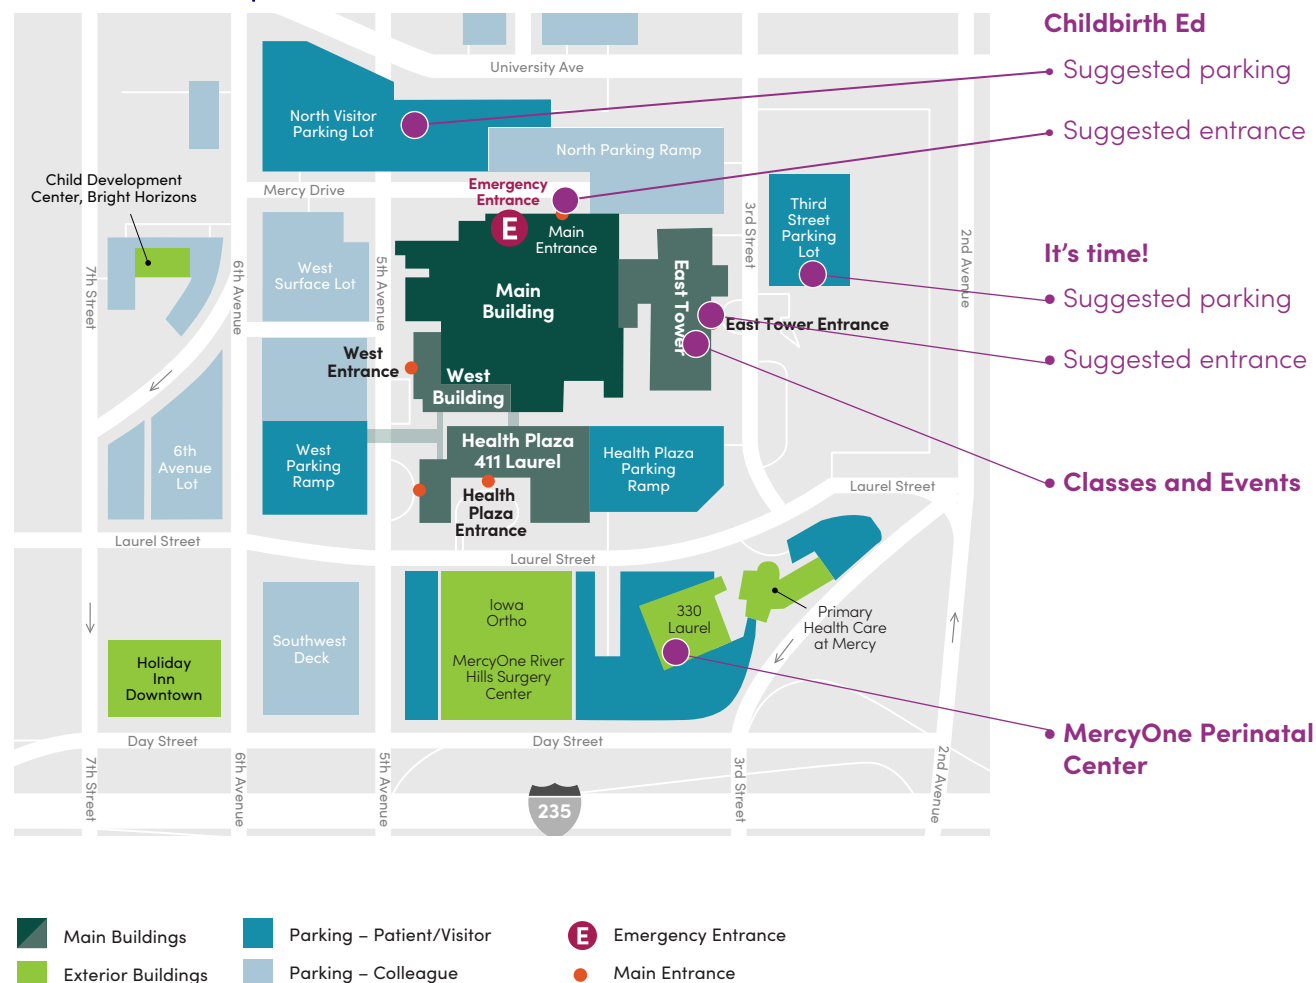 Childbirth Ed
Suggested parking
Suggested entrance
It's time!
Suggested parking
Suggested entrance
Classes and Events
MercyOne Perinatal
Center
University Ave
North Visitor
Parking Lot
North Parking Ramp
Child Development
Center, Bright Horizons
Mercy Drive
Emergency
Entrance
E
Main
Entrance
Third
Street
Parking
Lot
3rd Street
2nd Avenue
7th Street
6th Avenue
5th Avenue
West
Surface Lot
Main
Building
East Tower
East Tower Entrance
West
Entrance
West
Building
6th
Avenue
Lot
West
Parking
Ramp
Health Plaza
411 Laurel
Health Plaza
Parking
Ramp
Health
Plaza
Entrance
Laurel Street
Laurel Street
Laurel Street
Iowa
Ortho
MercyOne River
Hills Surgery
Center
330
Laurel
Primary
Health Care
at Mercy
Southwest
Deck
Holiday
Inn
Downtown
Day Street
Day Street
7th Street
6th Avenue
5th Avenue
3rd Street
2nd Avenue
235
Main Buildings
Exterior Buildings
Parking – Patient/Visitor
Parking – Colleague
E
Emergency Entrance
Main Entrance